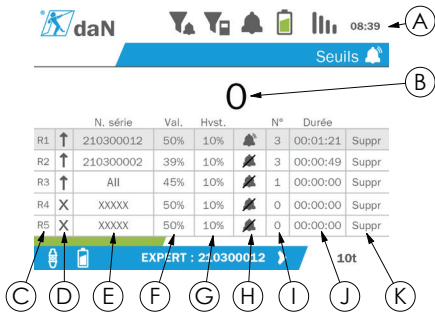 daN 08:39 A
Seuils
0 B
N. série Val. Hyst. N° Durée
R1 ↑ 210300012 50% 10% 3 00:01:21 Suppr
R2 ↑ 210300002 39% 10% 3 00:00:49 Suppr
R3 ↑ All 45% 10% 1 00:00:00 Suppr
R4 X XXXXX 50% 10% 0 00:00:00 Suppr
R5 X XXXXX 50% 10% 0 00:00:00 Suppr
EXPERT : 210300012 10t
C D E F G H I J K